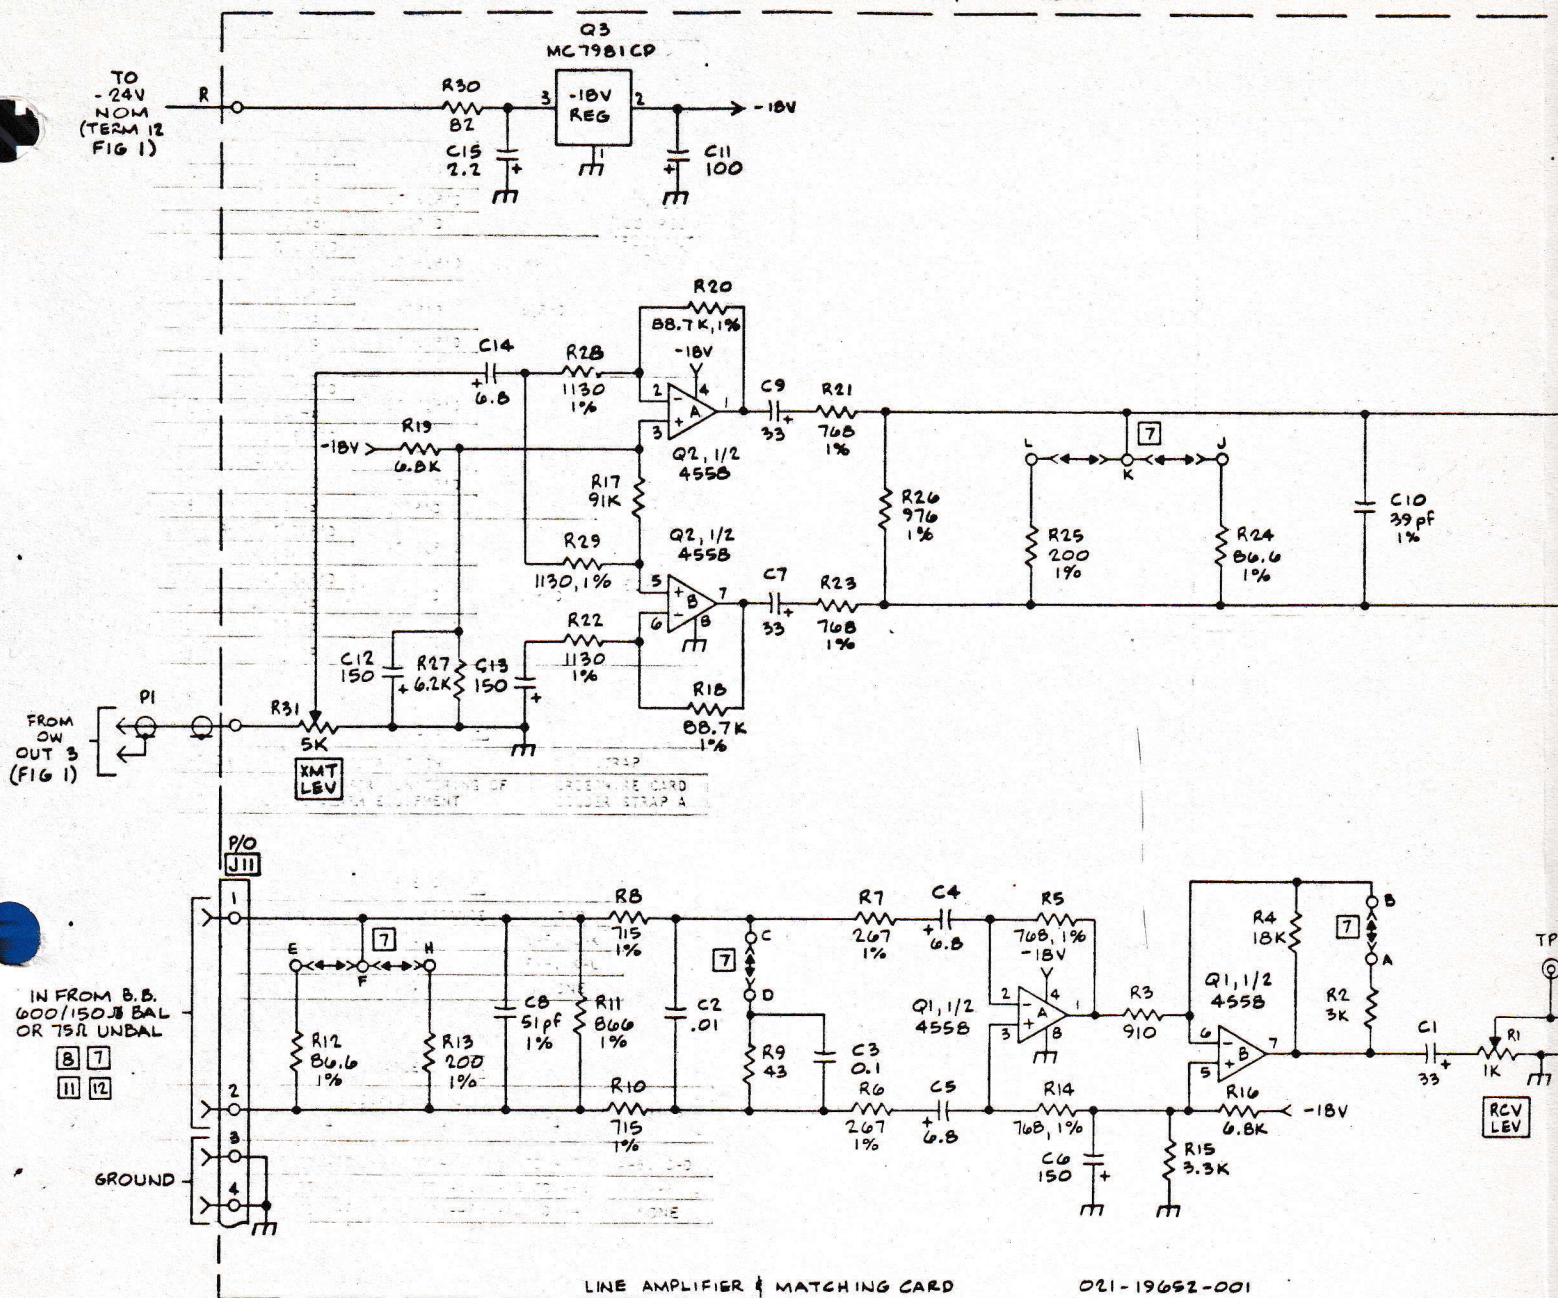 Q3
MC7981CP
TO
-24V
NOM
(TERM 12
FIG 1)
R
R30
82
3
-18V
REG
2
-18V
1
C15
2.2
+
+
C11
100
R20
88.7K, 1%
-18V
C14
+
6.8
R28
1130
1%
2
-
4
A
1
3
+
C9
33
+
R21
768
1%
-18V
R19
6.8K
Q2, 1/2
4558
R17
91K
L
7
K
J
R26
976
1%
R25
200
1%
R24
86.6
1%
C10
39pf
1%
Q2, 1/2
4558
R29
1130, 1%
5
+
B
7
6
-
8
C7
33
+
R23
768
1%
R22
1130
1%
C12
150
+
R27
6.2K
C13
150
+
R18
88.7K
1%
FROM
OW
OUT 3
(FIG 1)
P1
R31
5K
XMT
LEV
TRAP
OF
CARD
STRAP A
P/O
J11
1
R8
715
1%
R7
267
1%
C4
+
6.8
R5
768, 1%
-18V
E
7
F
H
C
7
D
R4
18K
B
7
A
TP
IN FROM B.B.
600/150Ω BAL
OR 75Ω UNBAL
8 7
11 12
R12
86.6
1%
R13
200
1%
C8
51pf
1%
R11
866
1%
C2
.01
R9
43
C3
0.1
Q1, 1/2
4558
2
-
4
A
1
3
+
8
R3
910
Q1, 1/2
4558
R2
3K
6
-
B
7
5
+
C1
33
+
R1
1K
RCV
LEV
2
R10
715
1%
R6
267
1%
C5
+
6.8
R14
768, 1%
R16
6.8K
-18V
C6
150
+
R15
3.3K
GROUND
3
4
LINE AMPLIFIER & MATCHING CARD
021-19652-001